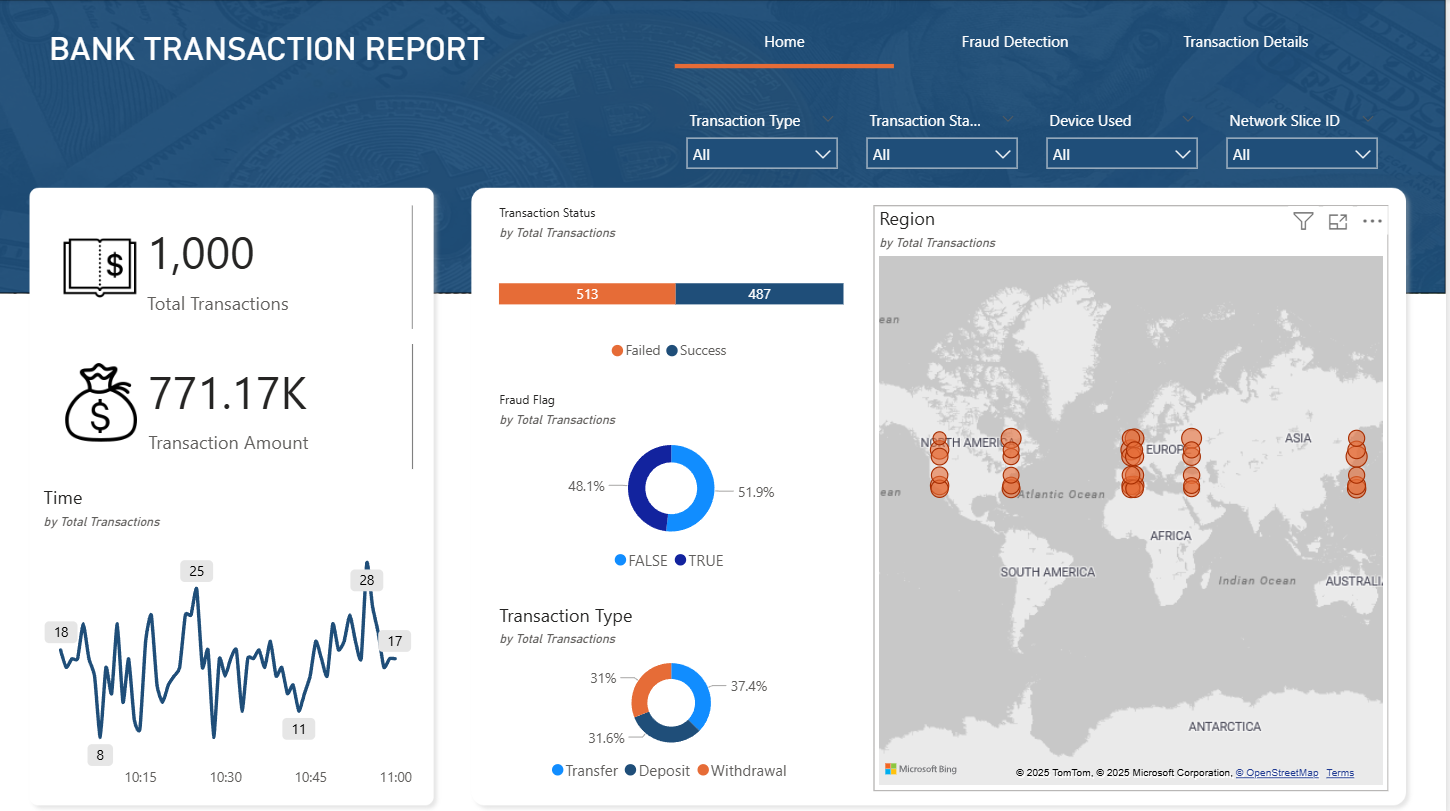 BANK TRANSACTION REPORT
Home
Fraud Detection
Transaction Details
Transaction Type
Transaction Sta...
Device Used
Network Slice ID
All
All
All
All
$
1,000
Total Transactions
$
771.17K
Transaction Amount
Time
by Total Transactions
18
25
28
17
11
8
10:15
10:30
10:45
11:00
Transaction Status
by Total Transactions
513
487
Failed
Success
Fraud Flag
by Total Transactions
48.1%
51.9%
FALSE
TRUE
Transaction Type
by Total Transactions
31%
37.4%
31.6%
Transfer
Deposit
Withdrawal
Region
by Total Transactions
ean
NORTH AMERICA
EUROP
ASIA
ean
Atlantic Ocean
AFRICA
SOUTH AMERICA
Indian Ocean
AUSTRALI
ANTARCTICA
Microsoft Bing
© 2025 TomTom, © 2025 Microsoft Corporation, © OpenStreetMap Terms